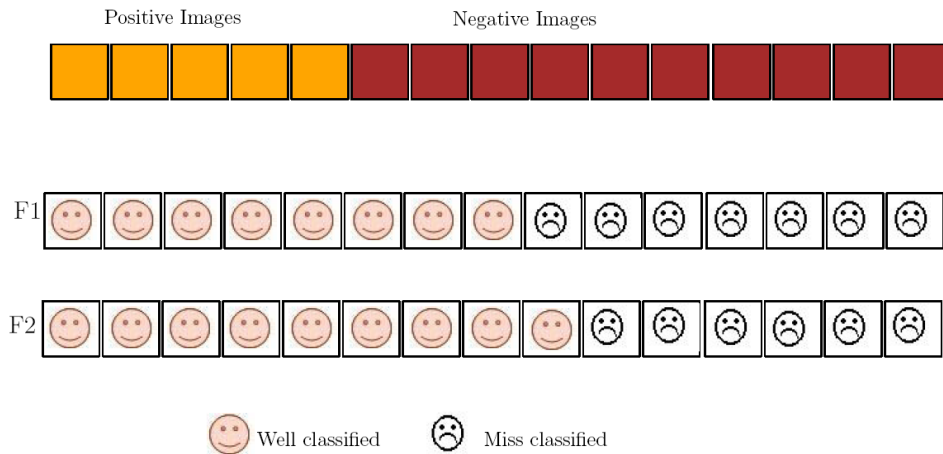 Positive Images
Negative Images
F1
F2
Well classified
Miss classified